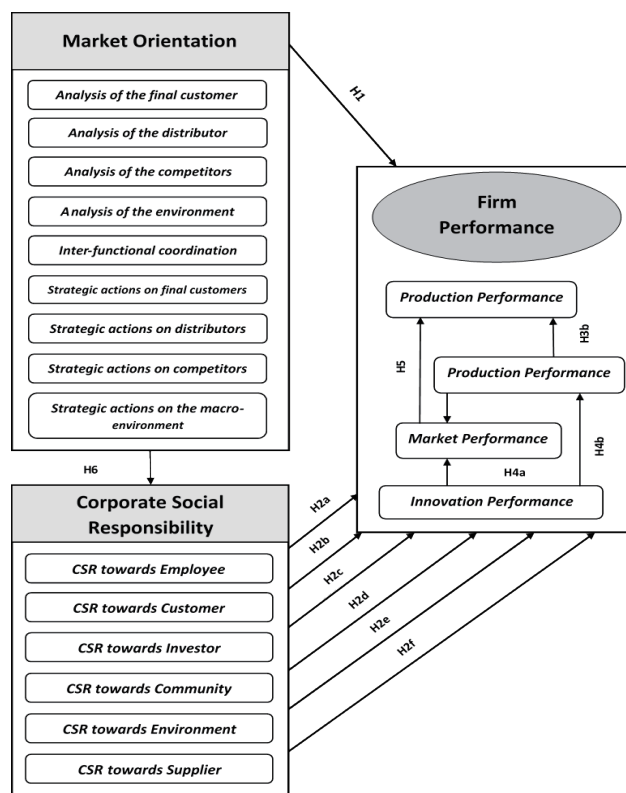 Market Orientation
Analysis of the final customer
Analysis of the distributor
Analysis of the competitors
Analysis of the environment
Inter-functional coordination
Strategic actions on final customers
Strategic actions on distributors
Strategic actions on competitors
Strategic actions on the macro-
environment
H1
Firm
Performance
Production Performance
H3b
H5
Production Performance
Market Performance
H4b
H4a
Innovation Performance
H6
Corporate Social
Responsibility
CSR towards Employee
CSR towards Customer
CSR towards Investor
CSR towards Community
CSR towards Environment
CSR towards Supplier
H2a
H2b
H2c
H2d
H2e
H2f